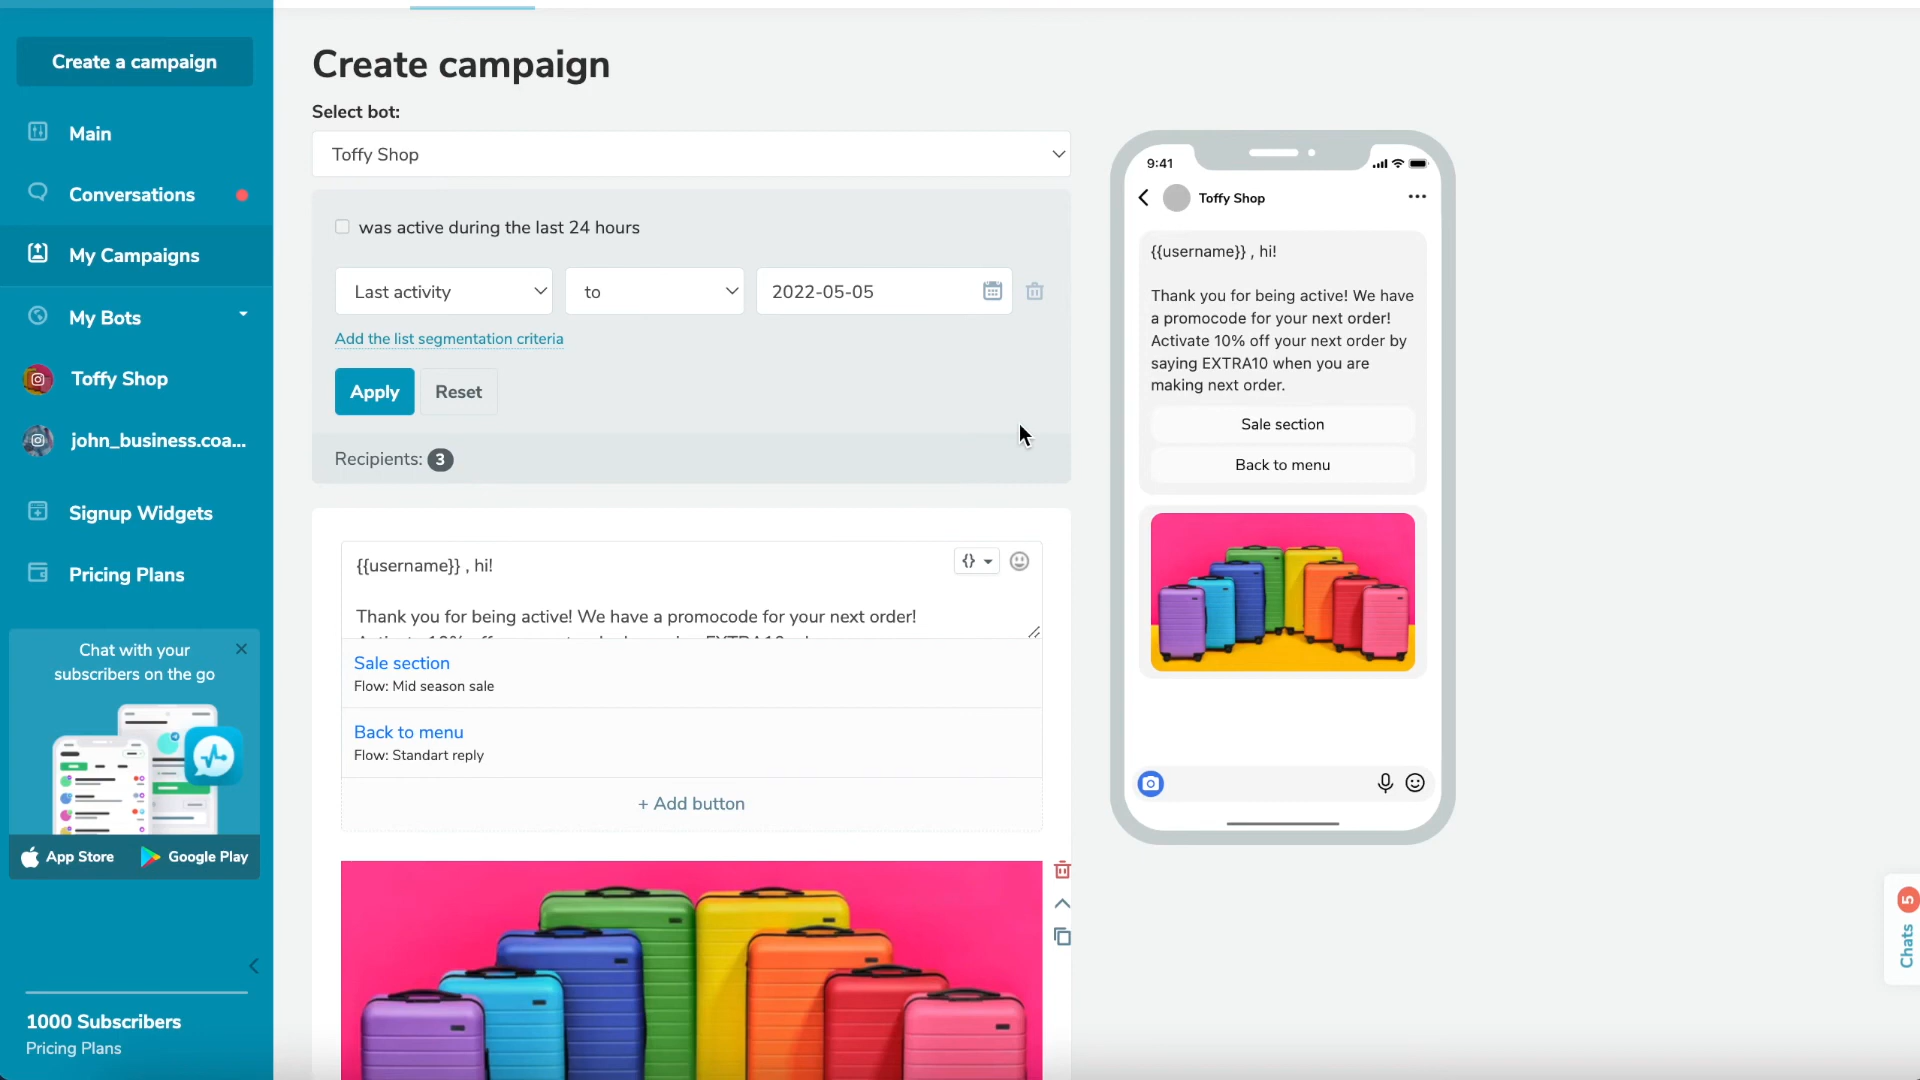 Create a campaign
Main
Conversations
My Campaigns
My Bots
Toffy Shop
john_business.coa...
Signup Widgets
Pricing Plans
Chat with your
subscribers on the go
App Store
Google Play
1000 Subscribers
Pricing Plans
Create campaign
Select bot:
Toffy Shop
was active during the last 24 hours
Last activity
to
2022-05-05
Add the list segmentation criteria
Apply
Reset
Recipients: 3
{{username}} , hi!
{}
Thank you for being active! We have a promocode for your next order!
Sale section
Flow: Mid season sale
Back to menu
Flow: Standart reply
+ Add button
9:41
Toffy Shop
{{username}} , hi!
Thank you for being active! We have
a promocode for your next order!
Activate 10% off your next order by
saying EXTRA10 when you are
making next order.
Sale section
Back to menu
Chats 5